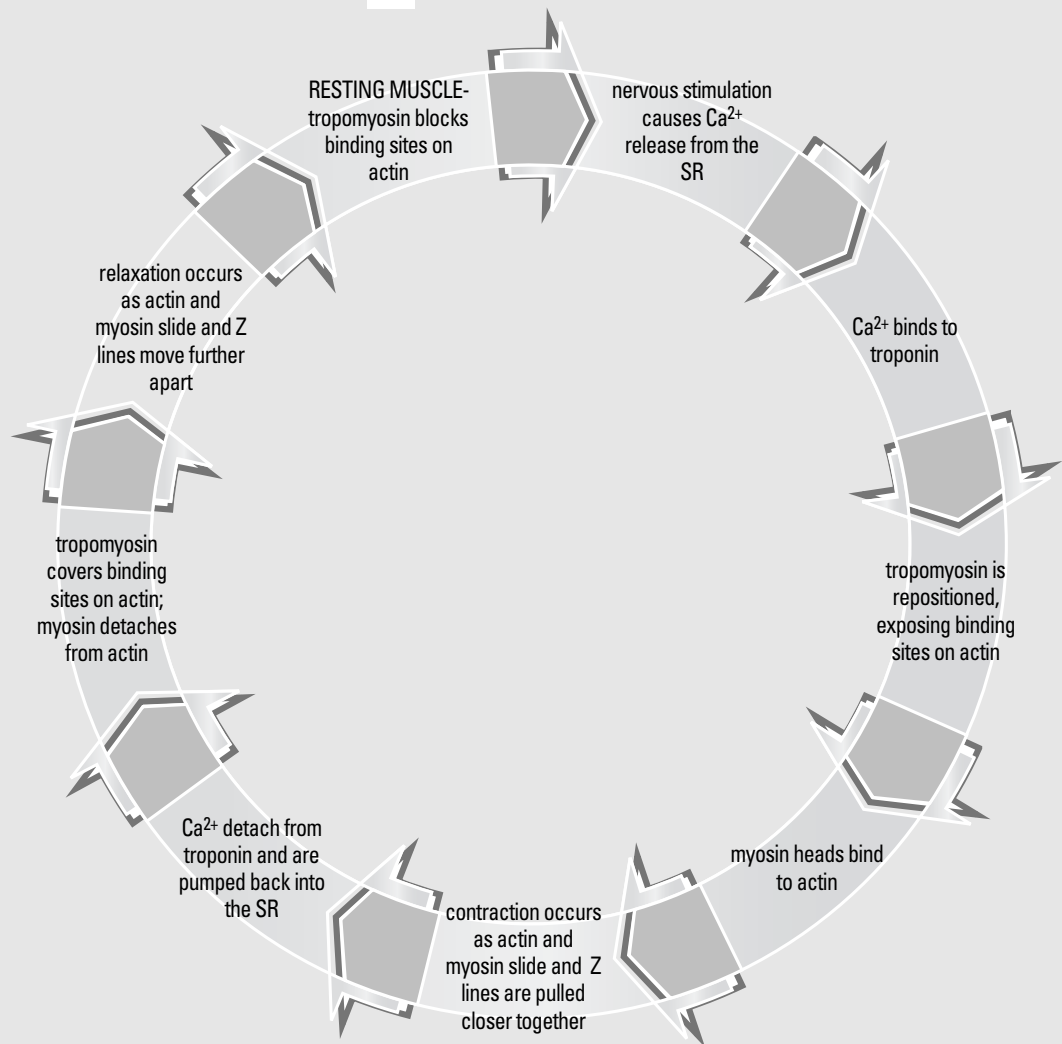 RESTING MUSCLE-
tropomyosin blocks
binding sites on
actin
nervous stimulation
causes Ca²⁺
release from the
SR
Ca²⁺ binds to
troponin
tropomyosin is
repositioned,
exposing binding
sites on actin
myosin heads bind
to actin
contraction occurs
as actin and
myosin slide and Z
lines are pulled
closer together
Ca²⁺ detach from
troponin and are
pumped back into
the SR
tropomyosin
covers binding
sites on actin;
myosin detaches
from actin
relaxation occurs
as actin and
myosin slide and Z
lines move further
apart